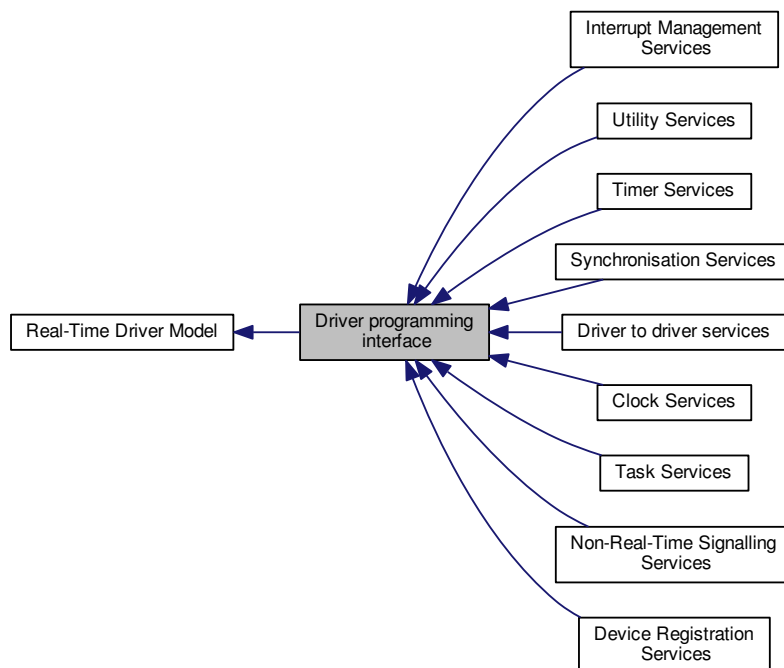 Interrupt Management
Services
Utility Services
Timer Services
Synchronisation Services
Driver programming
interface
Real-Time Driver Model
Driver to driver services
Clock Services
Task Services
Non-Real-Time Signalling
Services
Device Registration
Services